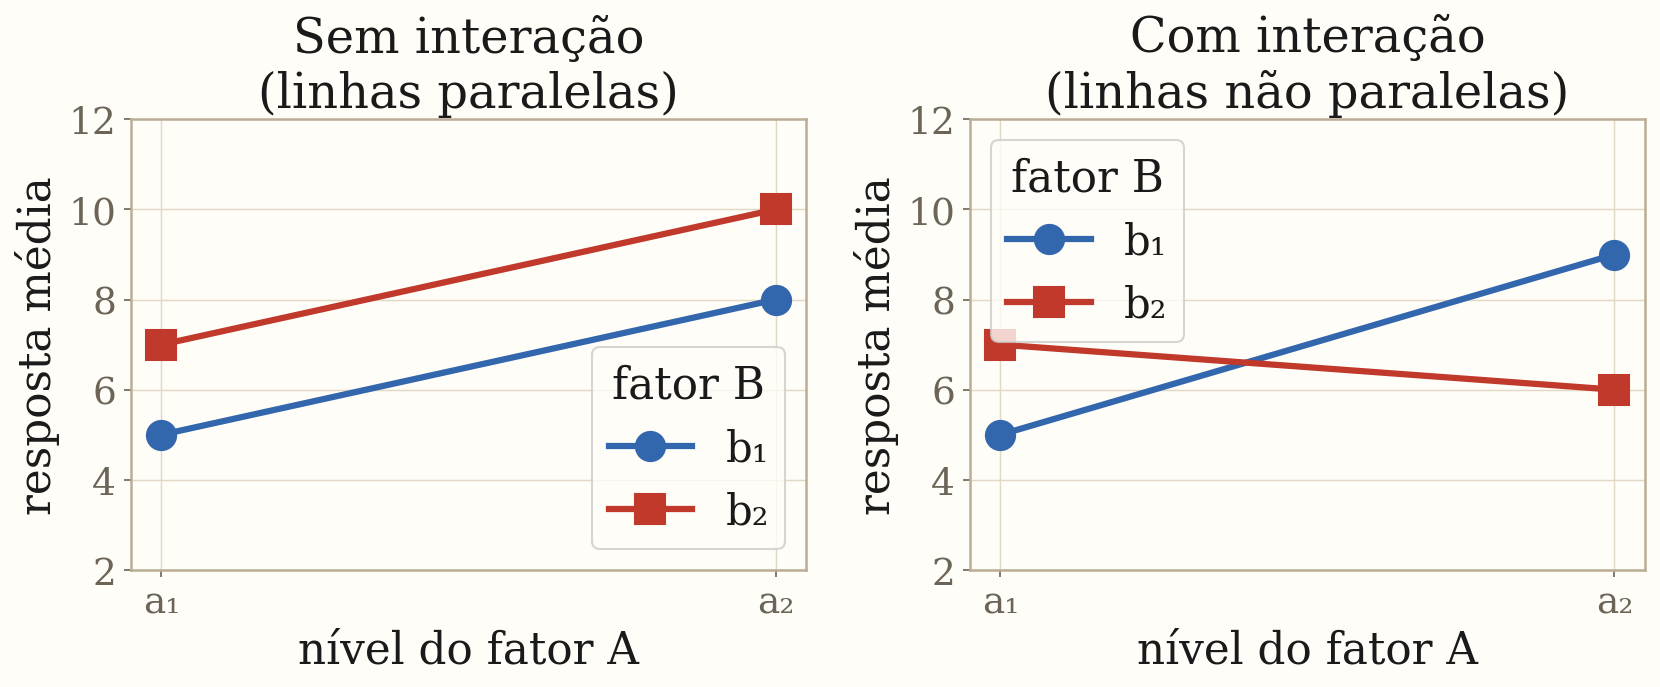 Sem interação
(linhas paralelas)
12
10
8
6
4
2
resposta média
fator B
b₁
b₂
a₁
a₂
nível do fator A
Com interação
(linhas não paralelas)
12
10
8
6
4
2
resposta média
fator B
b₁
b₂
a₁
a₂
nível do fator A